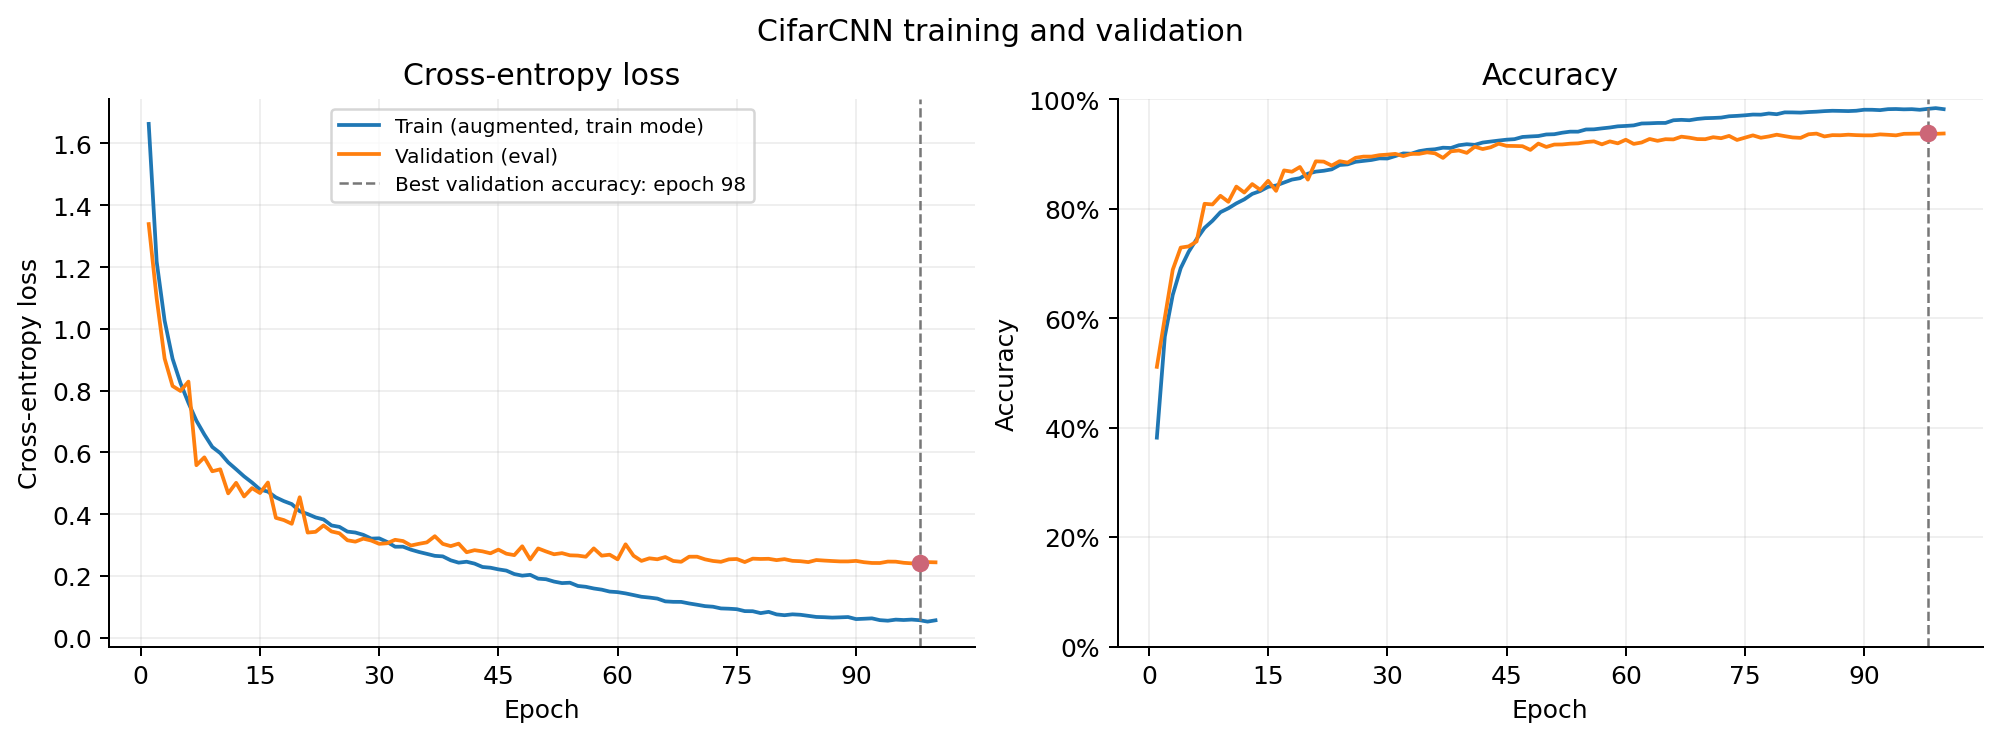 CifarCNN training and validation
Cross-entropy loss
Train (augmented, train mode)
Validation (eval)
Best validation accuracy: epoch 98
Cross-entropy loss
1.6
1.4
1.2
1.0
0.8
0.6
0.4
0.2
0.0
0 15 30 45 60 75 90
Epoch
Accuracy
Accuracy
100%
80%
60%
40%
20%
0%
0 15 30 45 60 75 90
Epoch